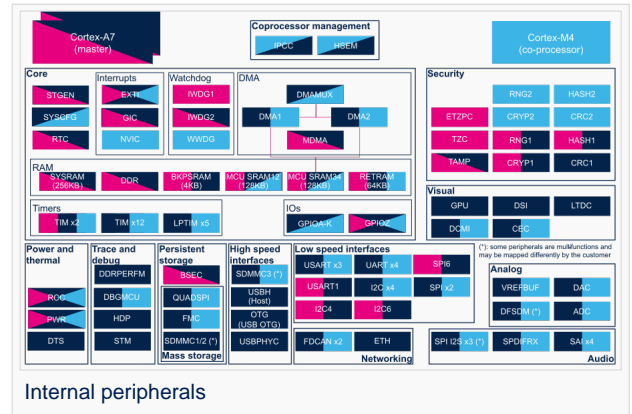 Cortex-A7
(master)
Coprocessor management
IPCC
HSEM
Cortex-M4
(co-processor)
Core
STGEN
SYSCFG
RTC
Interrupts
EXTI
GIC
NVIC
Watchdog
IWDG1
IWDG2
WWDG
DMA
DMAMUX
DMA1
DMA2
MDMA
RAM
SYSRAM
(256KB)
DDR
BKPSRAM
(4KB)
MCU SRAM12
(128KB)
MCU SRAM34
(128KB)
RETRAM
(64KB)
Timers
TIM x2
TIM x12
LPTIM x5
IOs
GPIOA-K
GPIOZ
Security
RNG2
HASH2
ETZPC
CRYP2
CRC2
TZC
RNG1
HASH1
TAMP
CRYP1
CRC1
Visual
GPU
DSI
LTDC
DCMI
CEC
(*): some peripherals are multifunctions and
may be mapped differently by the customer
Power and
thermal
RCC
PWR
DTS
Trace and
debug
DDRPERFM
DBGMCU
HDP
STM
Persistent
storage
BSEC
QUADSPI
FMC
SDMMC1/2 (*)
Mass storage
High speed
interfaces
SDMMC3 (*)
USBH
(Host)
OTG
(USB OTG)
USBPHYC
Low speed interfaces
USART x3
UART x4
SPI6
USART1
I2C x4
SPI x2
I2C4
I2C6
FDCAN x2
ETH
Networking
Analog
VREFBUF
DAC
DFSDM (*)
ADC
SPI I2S x3 (*)
SPDIFRX
SAI x4
Audio
Internal peripherals